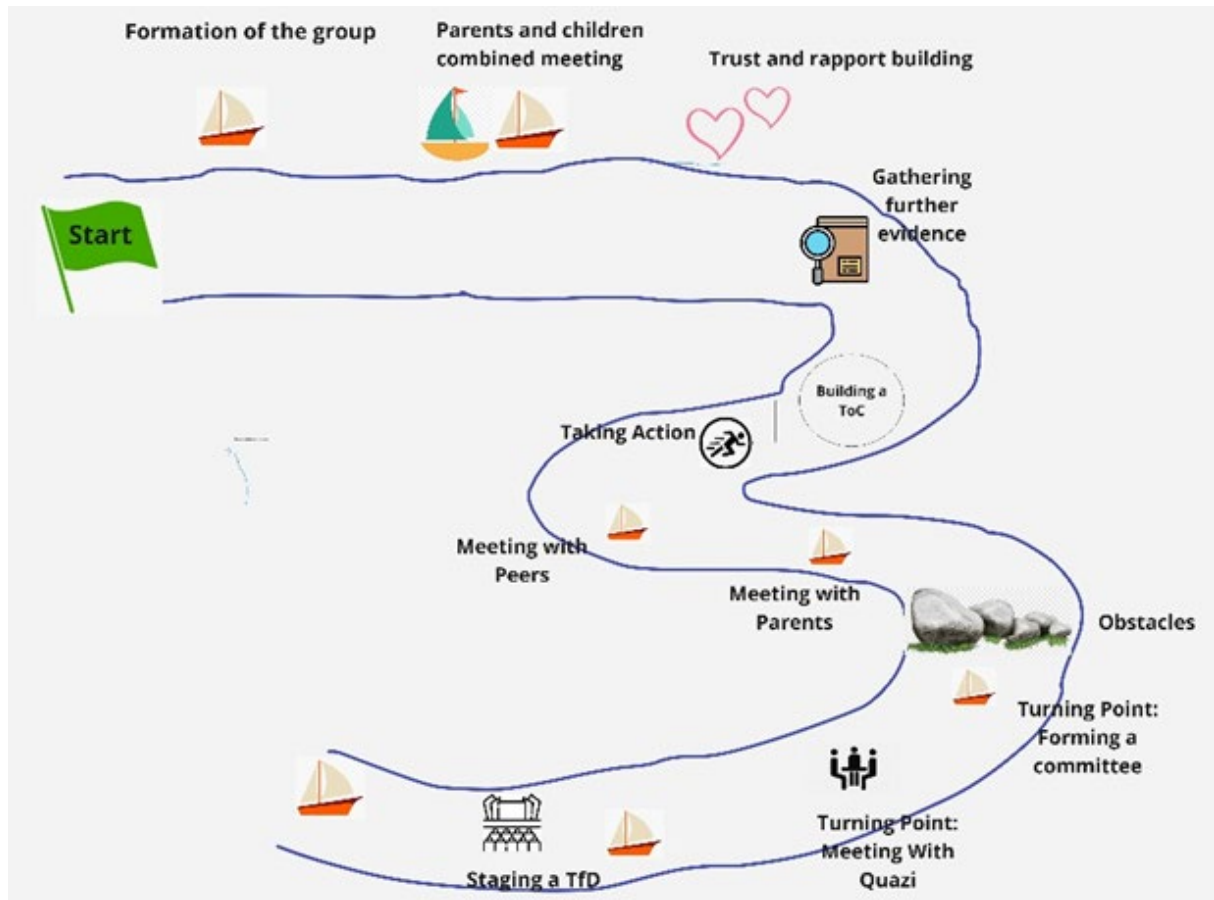 Formation of the group
Parents and children
combined meeting
Trust and rapport building
Start
Gathering
further
evidence
Building a
ToC
Taking Action
Meeting with
Peers
Meeting with
Parents
Obstacles
Turning Point:
Forming a
committee
Turning Point:
Meeting With
Quazi
Staging a TfD